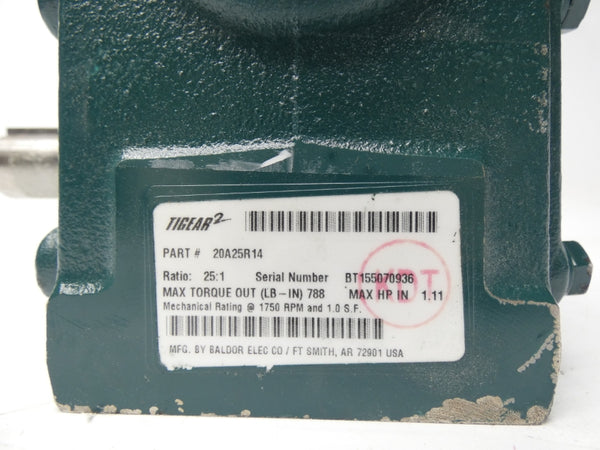 TIGEAR2
PART # 20A25R14
Ratio: 25:1 Serial Number BT155070936
MAX TORQUE OUT (LB-IN) 788 MAX HP IN 1.11
Mechanical Rating @ 1750 RPM and 1.0 S.F.
MFG. BY BALDOR ELEC CO / FT SMITH, AR 72901 USA
KDT